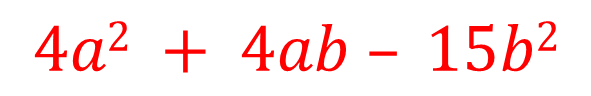 4a² + 4ab – 15b²